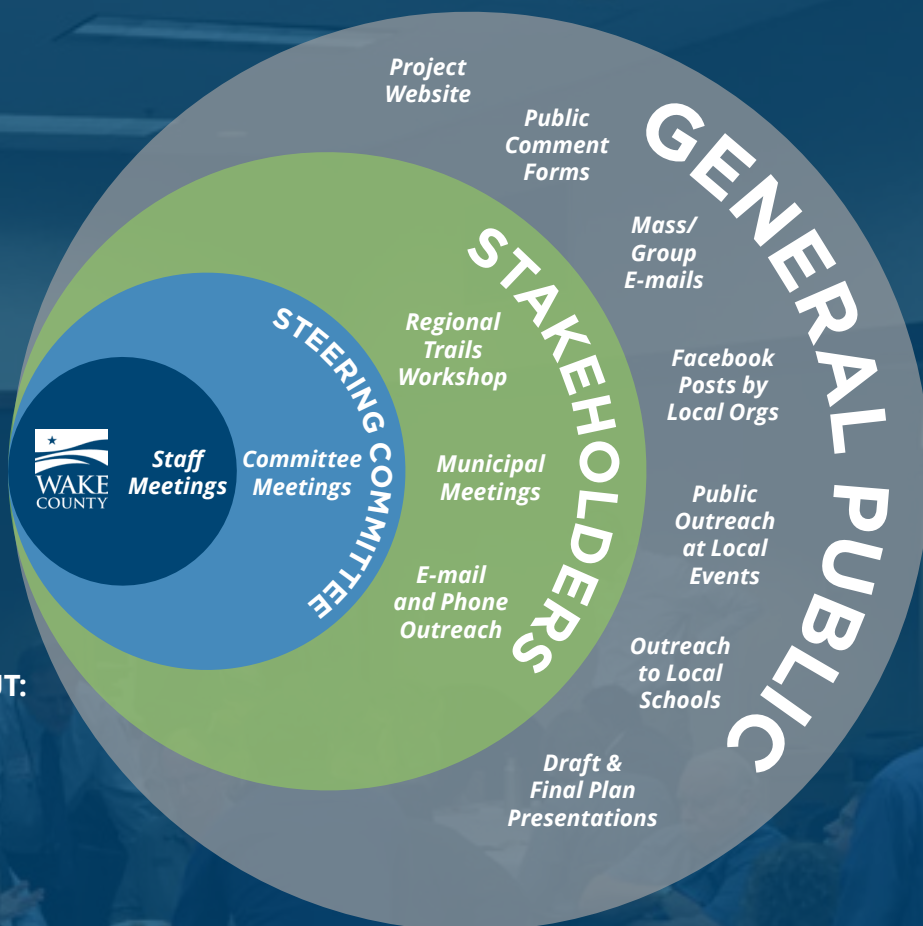 Project
Website
Public
Comment
Forms
GENERAL PUBLIC
Mass/
Group
E-mails
STAKEHOLDERS
Regional
Trails
Workshop
STEERING COMMITTEE
Facebook
Posts by
Local Orgs
WAKE
COUNTY
Staff
Meetings
Committee
Meetings
Municipal
Meetings
Public
Outreach
at Local
Events
E-mail
and Phone
Outreach
Outreach
to Local
Schools
Draft &
Final Plan
Presentations